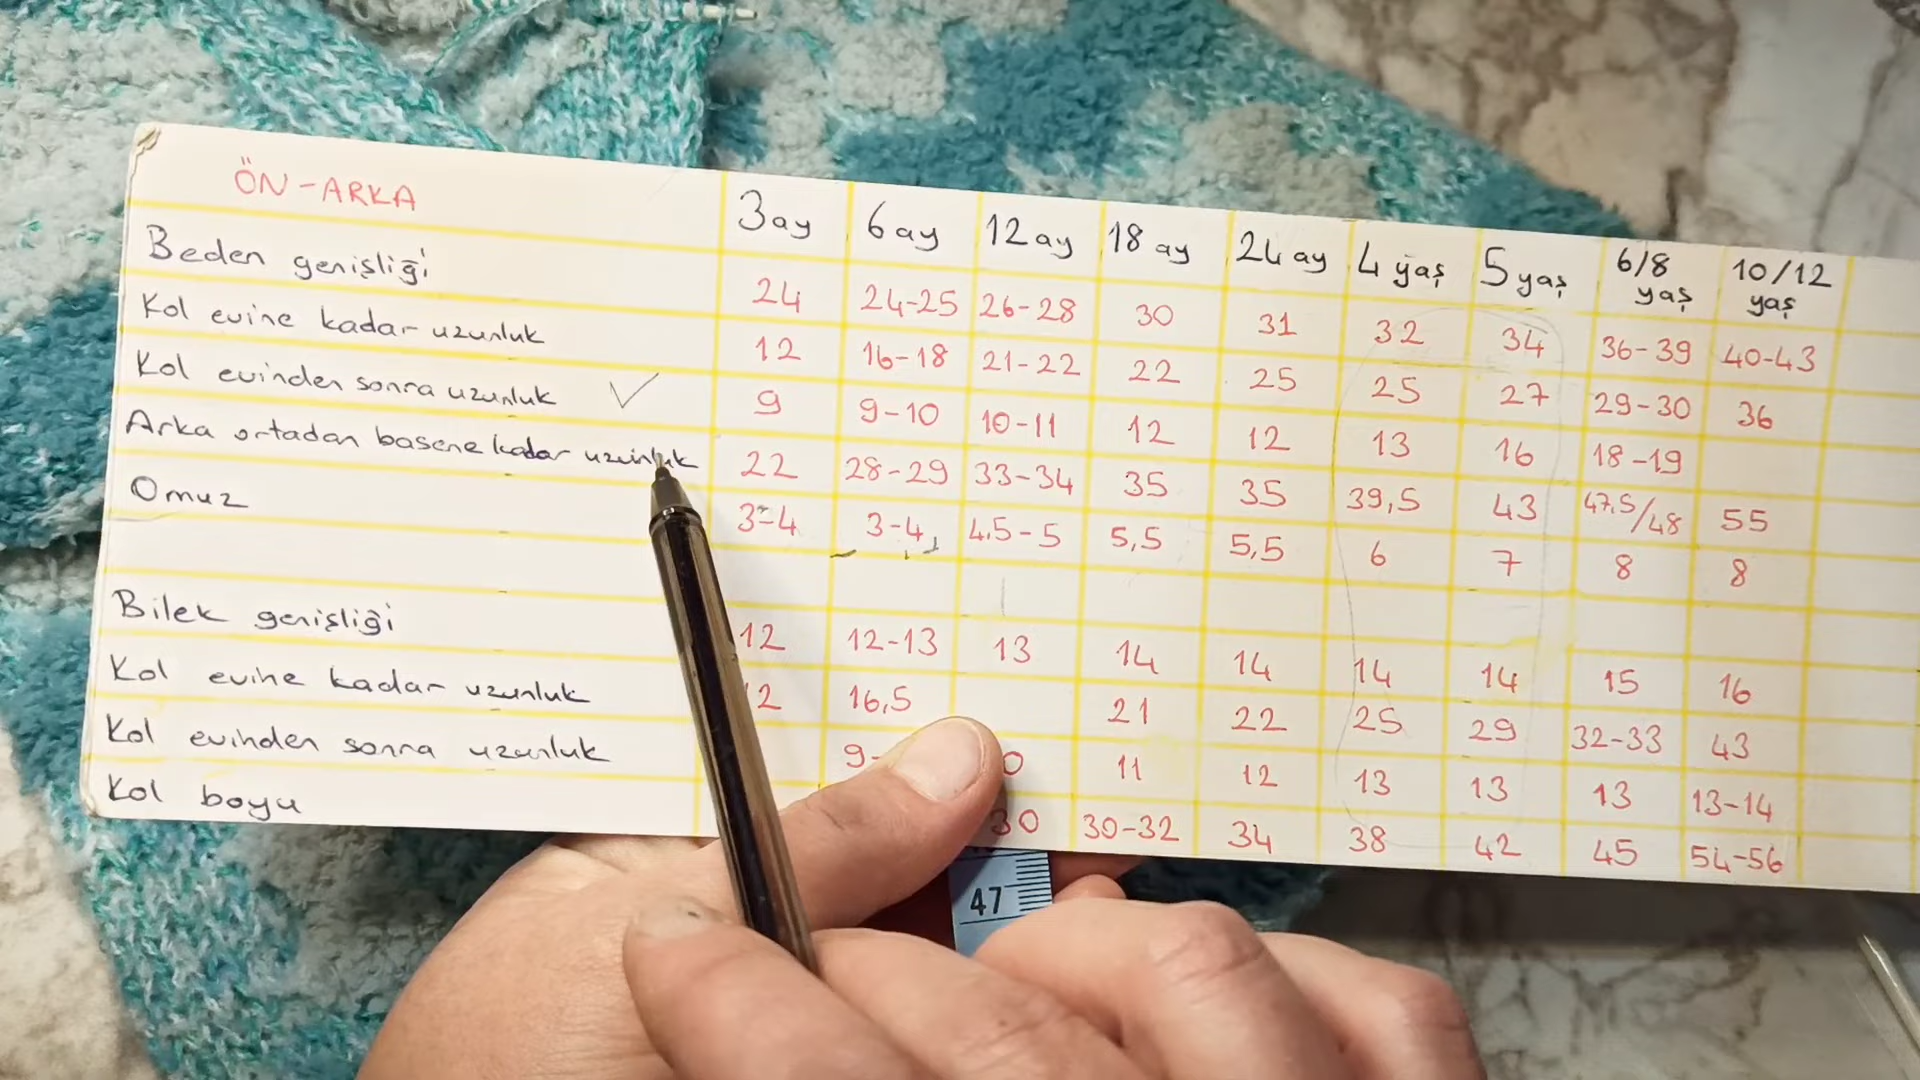 ÖN-ARKA 3 ay 6 ay 12 ay 18 ay 24 ay 4 yaş 5 yaş 6/8 yaş 10/12 yaş
Beden genişliği 24 24-25 26-28 30 31 32 34 36-39 40-43
Kol evine kadar uzunluk 12 16-18 21-22 22 25 25 27 29-30 36
Kol evinden sonra uzunluk ✓ 9 9-10 10-11 12 12 13 16 18-19
Arka ortadan basene kadar uzunluk 22 28-29 33-34 35 35 39,5 43 47,5/48 55
Omuz 3-4 3-4 4,5-5 5,5 5,5 6 7 8 8
Bilek genişliği 12 12-13 13 14 14 14 14 15 16
Kol evine kadar uzunluk 12 16,5 21 22 25 29 32-33 43
Kol evinden sonra uzunluk 9- 0 11 12 13 13 13 13-14
Kol boyu 30 30-32 34 38 42 45 54-56
47